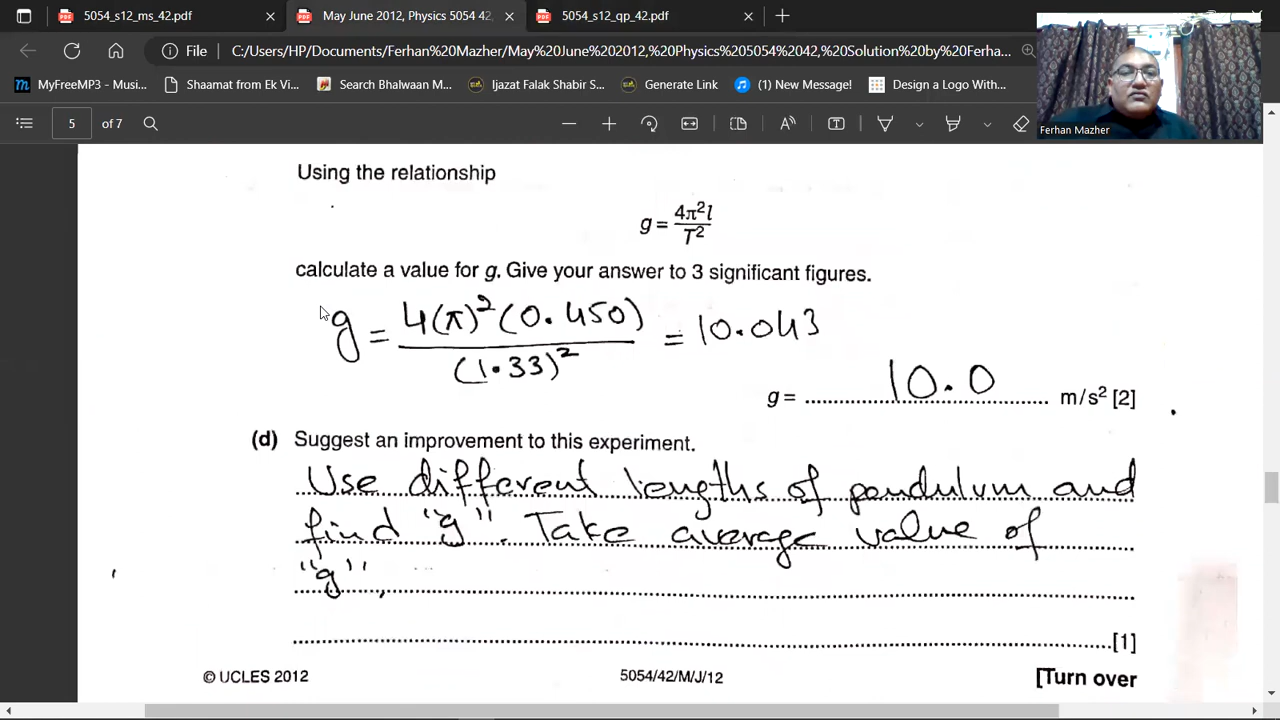 5054_s12_ms_42.pdf
May June 2012, Physics 5054 42,
5054_s12_qp_42.pdf
File
C:/Users/HP/Documents/Ferhan%20Mazher/May%20June%202012,%20Physics%205054%2042,%20Solution%20by%20Ferha...
MyFreeMP3 - Musi...
Shaamat from Ek Vi...
Search Bhalwaan M...
Ijazat Falak Shabir S...
Generate Link
(1) New Message!
Design a Logo With...
Ferhan Mazher
5 of 7
Using the relationship
g = 4π²l / T²
calculate a value for g. Give your answer to 3 significant figures.
g = 4(π)²(0.450) / (1.33)² = 10.043
g = 10.0 m/s² [2]
(d) Suggest an improvement to this experiment.
Use different lengths of pendulum and
find "g". Take average value of
"g".
[1]
© UCLES 2012
5054/42/M/J/12
[Turn over